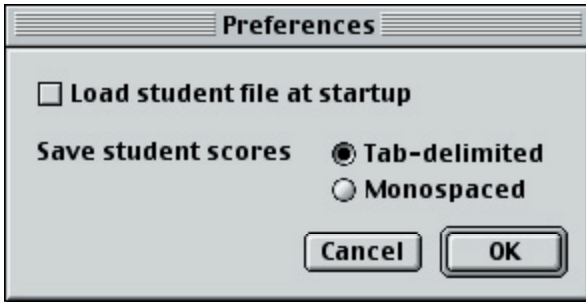 Preferences
Load student file at startup
Save student scores
Tab-delimited
Monospaced
Cancel OK